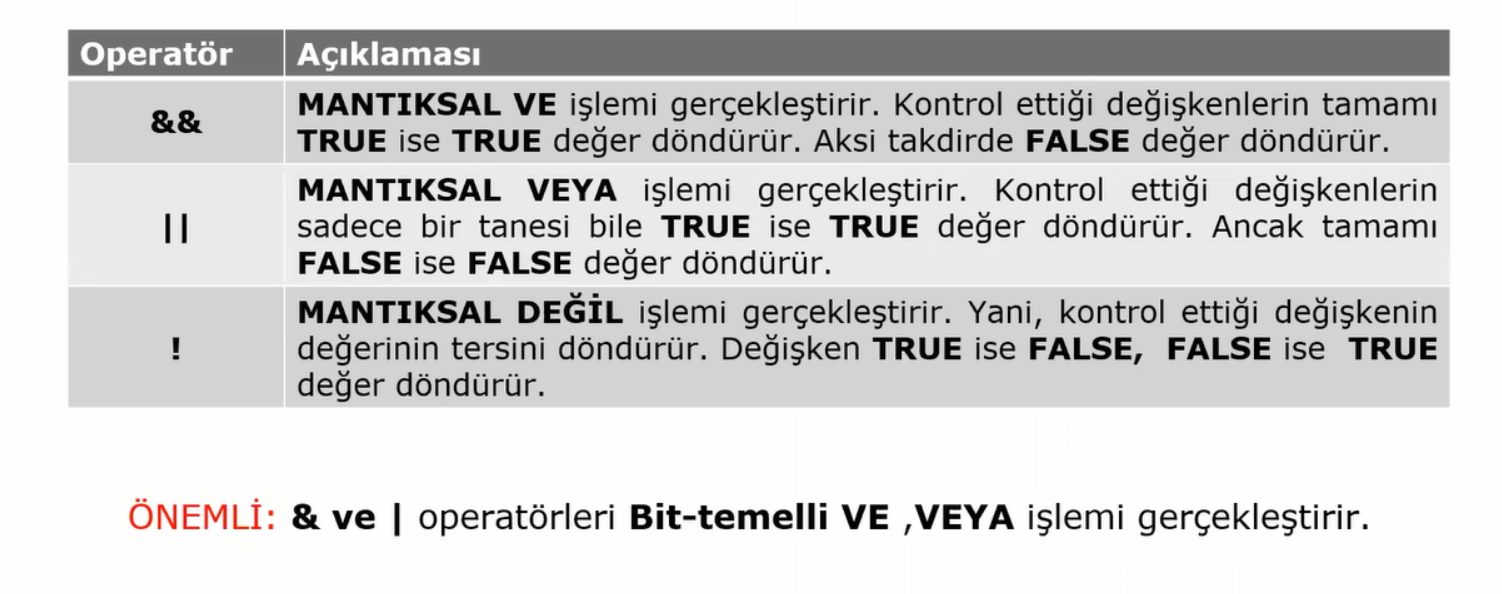 Operatör Açıklaması
&& MANTIKSAL VE işlemi gerçekleştirir. Kontrol ettiği değişkenlerin tamamı
TRUE ise TRUE değer döndürür. Aksi takdirde FALSE değer döndürür.
|| MANTIKSAL VEYA işlemi gerçekleştirir. Kontrol ettiği değişkenlerin
sadece bir tanesi bile TRUE ise TRUE değer döndürür. Ancak tamamı
FALSE ise FALSE değer döndürür.
! MANTIKSAL DEĞİL işlemi gerçekleştirir. Yani, kontrol ettiği değişkenin
değerinin tersini döndürür. Değişken TRUE ise FALSE, FALSE ise TRUE
değer döndürür.
ÖNEMLİ: & ve | operatörleri Bit-temelli VE ,VEYA işlemi gerçekleştirir.